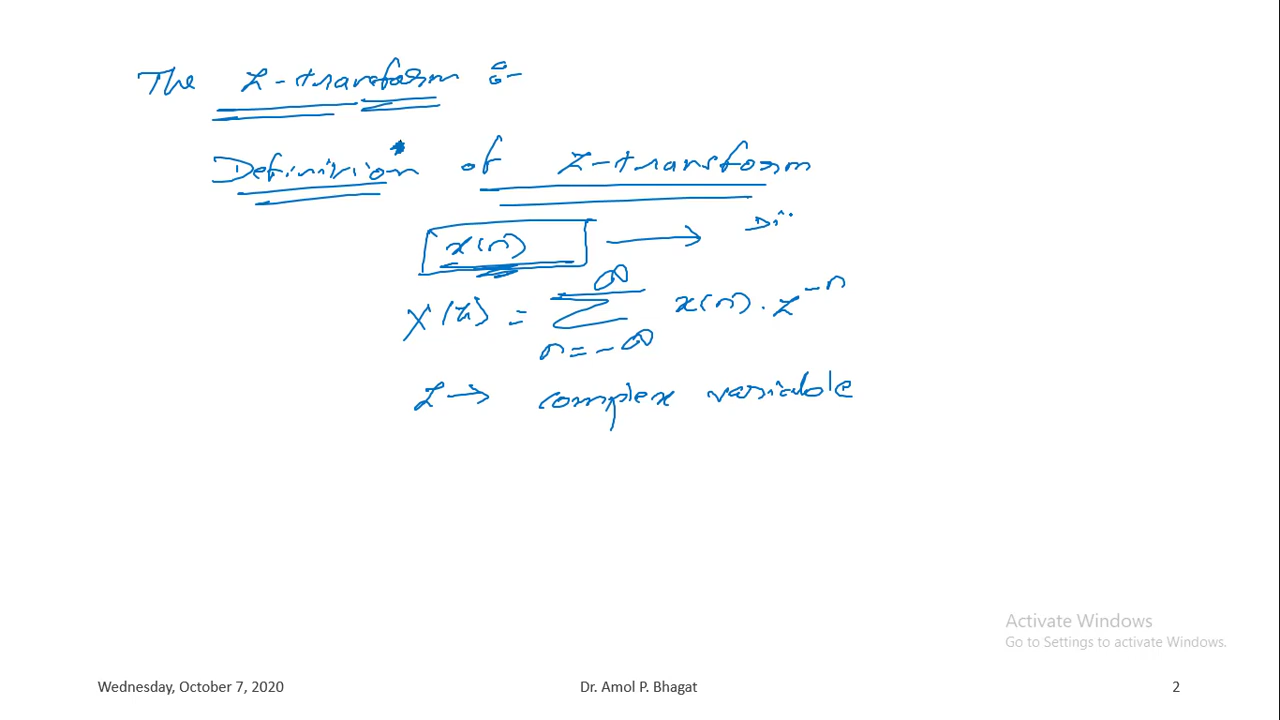 The Z-transform :-
Definition of Z-transform
x(n) → Di
X(z) = ∞ Σ n=-∞ x(n) . z^-n
z → complex variable
Activate Windows
Go to Settings to activate Windows.
Wednesday, October 7, 2020 Dr. Amol P. Bhagat 2